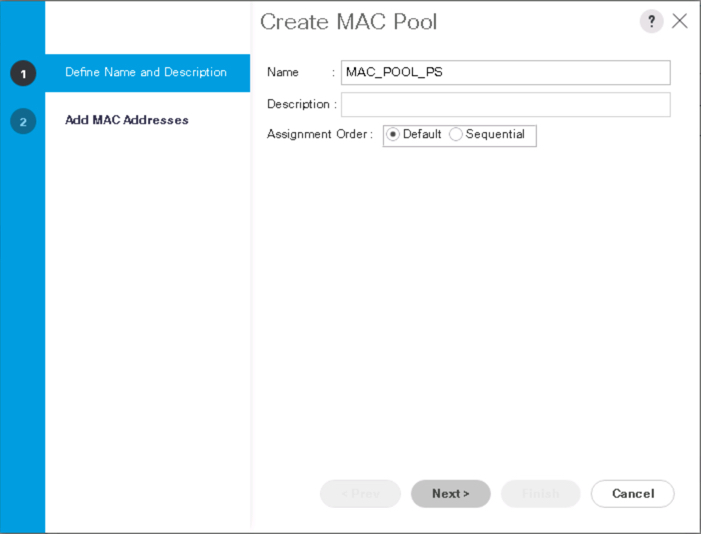 Create MAC Pool
?
1 Define Name and Description
2 Add MAC Addresses
Name : MAC_POOL_PS
Description :
Assignment Order : Default Sequential
< Prev Next > Finish Cancel